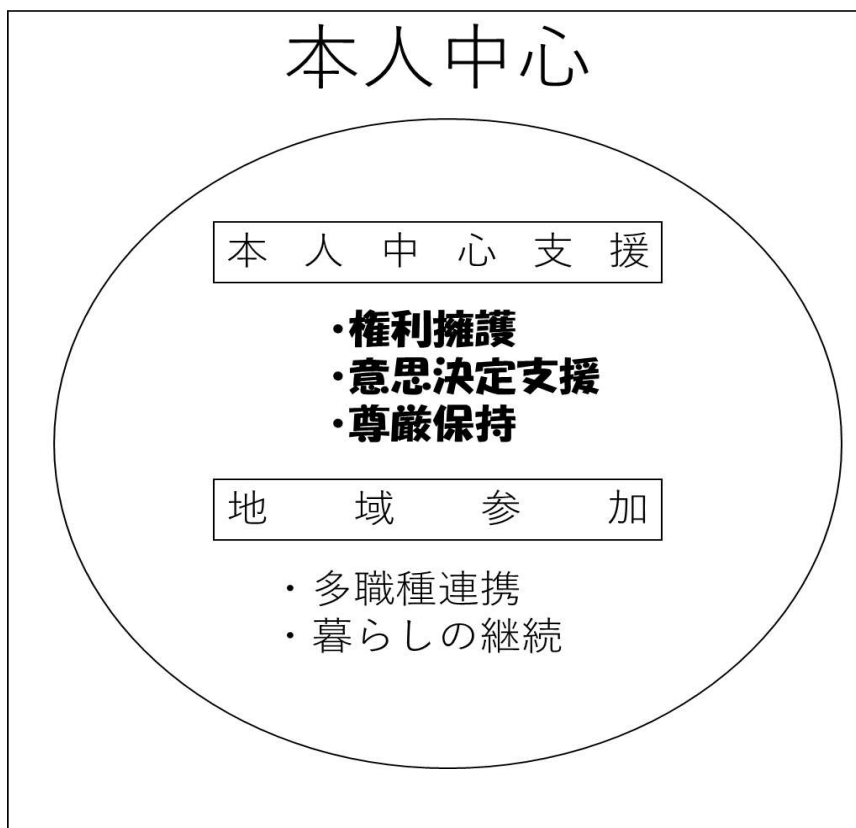 本人中心
本人中心支援
・権利擁護
・意思決定支援
・尊厳保持
地域参加
・多職種連携
・暮らしの継続